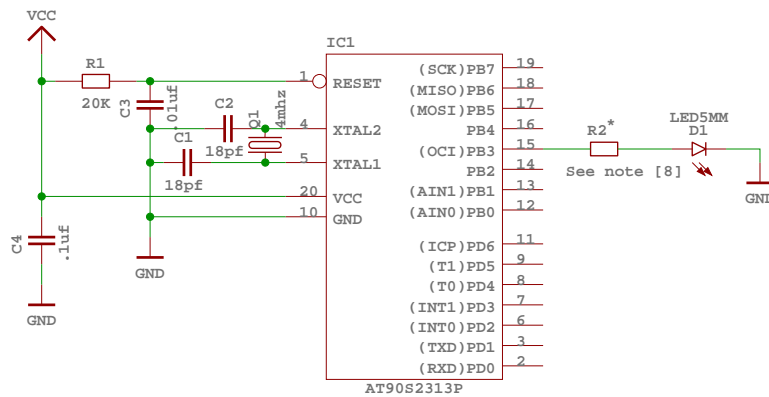 VCC
IC1
R1
20K
C3
.01uf
C2
18pf
C1
18pf
Q1
4mhz
C4
.1uf
GND
GND
1
RESET
4
XTAL2
5
XTAL1
20
VCC
10
GND
(SCK)PB7 19
(MISO)PB6 18
(MOSI)PB5 17
PB4 16
(OCI)PB3 15
PB2 14
(AIN1)PB1 13
(AIN0)PB0 12
(ICP)PD6 11
(T1)PD5 9
(T0)PD4 8
(INT1)PD3 7
(INT0)PD2 6
(TXD)PD1 3
(RXD)PD0 2
AT90S2313P
R2*
See note [8]
LED5MM
D1
GND